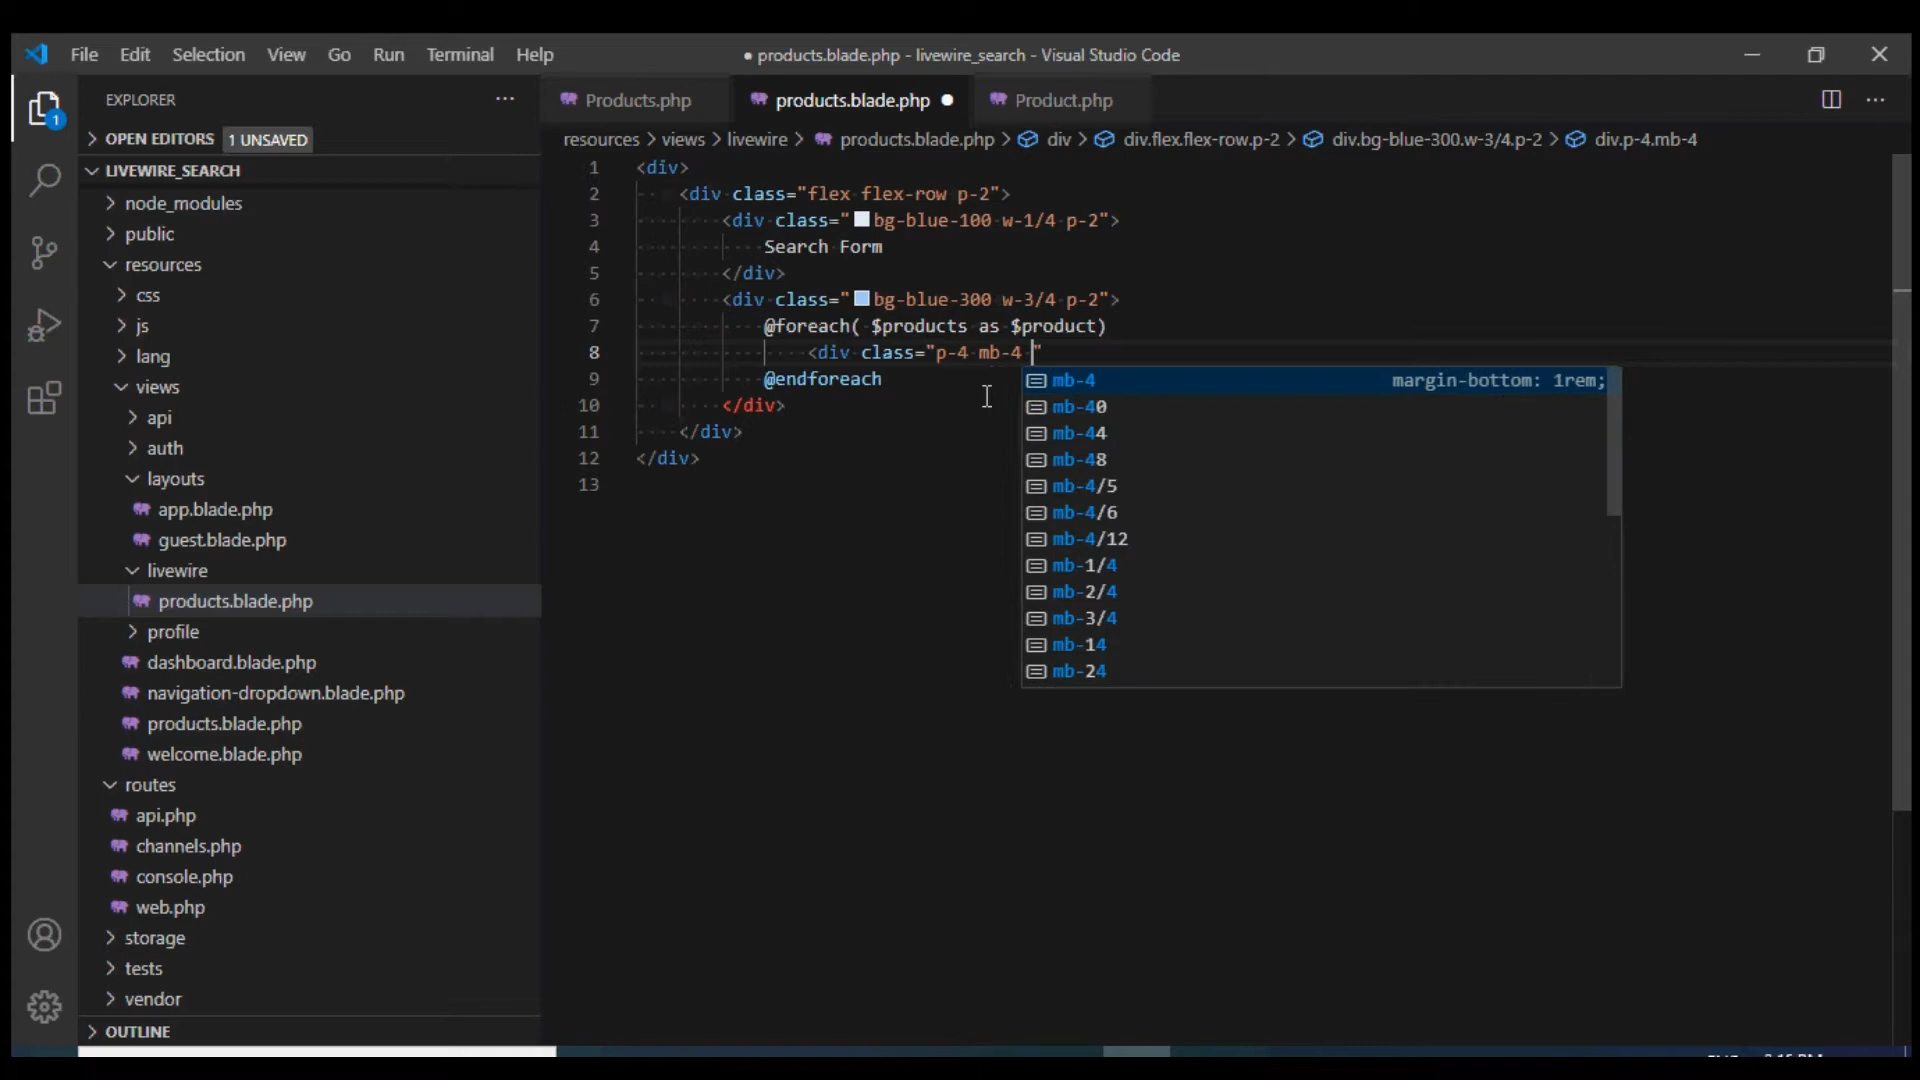 File Edit Selection View Go Run Terminal Help
● products.blade.php - livewire_search - Visual Studio Code
EXPLORER ...
OPEN EDITORS 1 UNSAVED
LIVEWIRE_SEARCH
node_modules
public
resources
css
js
lang
views
api
auth
layouts
app.blade.php
guest.blade.php
livewire
products.blade.php
profile
dashboard.blade.php
navigation-dropdown.blade.php
products.blade.php
welcome.blade.php
routes
api.php
channels.php
console.php
web.php
storage
tests
vendor
OUTLINE
1
Products.php products.blade.php ● Product.php
resources > views > livewire > products.blade.php > div > div.flex.flex-row.p-2 > div.bg-blue-300.w-3/4.p-2 > div.p-4.mb-4
1 <div>
2 <div class="flex flex-row p-2">
3 <div class="bg-blue-100 w-1/4 p-2">
4 Search Form
5 </div>
6 <div class="bg-blue-300 w-3/4 p-2">
7 @foreach( $products as $product)
8 <div class="p-4 mb-4 "
9 @endforeach
10 </div>
11 </div>
12 </div>
13
mb-4 margin-bottom: 1rem;
mb-40
mb-44
mb-48
mb-4/5
mb-4/6
mb-4/12
mb-1/4
mb-2/4
mb-3/4
mb-14
mb-24